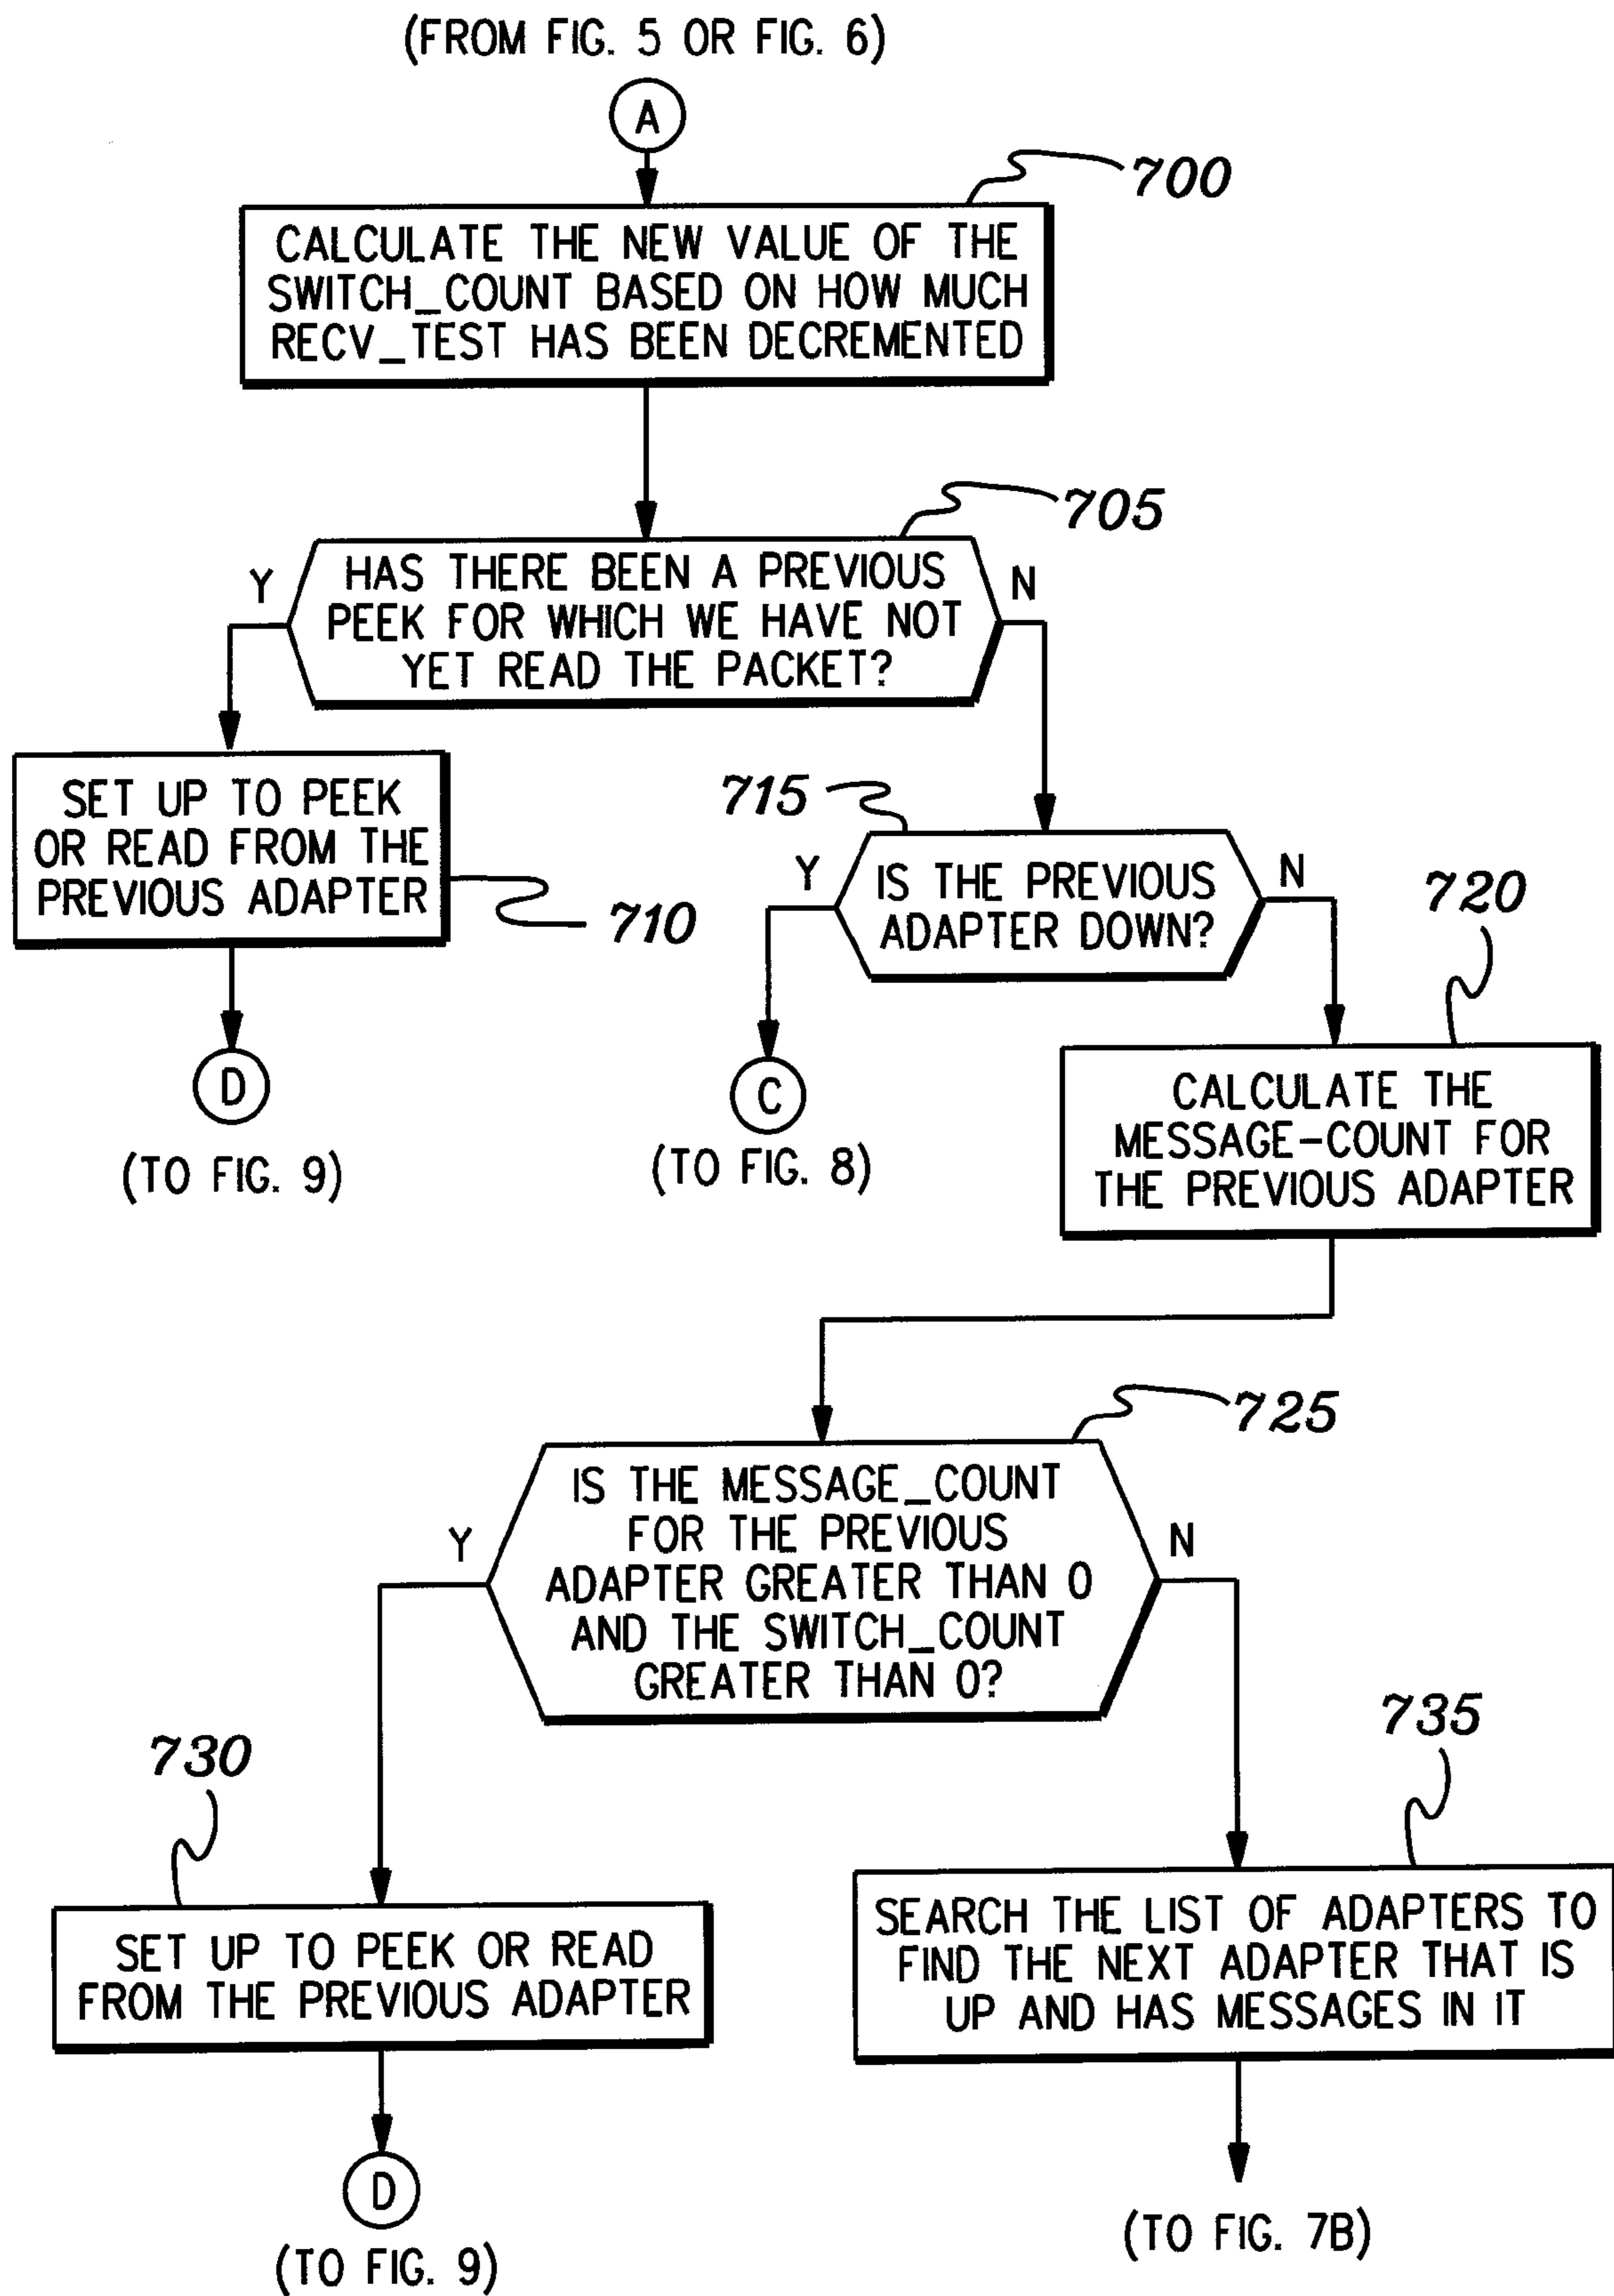 (FROM FIG. 5 OR FIG. 6)
A
700
CALCULATE THE NEW VALUE OF THE
SWITCH_COUNT BASED ON HOW MUCH
RECV_TEST HAS BEEN DECREMENTED
705
Y
HAS THERE BEEN A PREVIOUS
PEEK FOR WHICH WE HAVE NOT
YET READ THE PACKET?
N
SET UP TO PEEK
OR READ FROM THE
PREVIOUS ADAPTER
710
715
Y
IS THE PREVIOUS
ADAPTER DOWN?
N
720
D
(TO FIG. 9)
C
(TO FIG. 8)
CALCULATE THE
MESSAGE-COUNT FOR
THE PREVIOUS ADAPTER
725
Y
IS THE MESSAGE_COUNT
FOR THE PREVIOUS
ADAPTER GREATER THAN 0
AND THE SWITCH_COUNT
GREATER THAN 0?
N
730
735
SET UP TO PEEK OR READ
FROM THE PREVIOUS ADAPTER
SEARCH THE LIST OF ADAPTERS TO
FIND THE NEXT ADAPTER THAT IS
UP AND HAS MESSAGES IN IT
D
(TO FIG. 9)
(TO FIG. 7B)